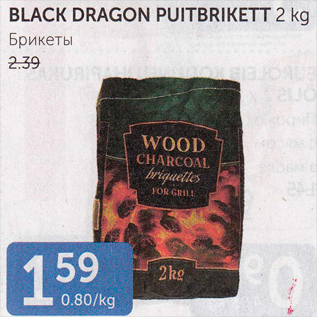 BLACK DRAGON PUITBRIKETT 2 kg
Брикеты
2.39
WOOD
CHARCOAL
briquettes
FOR GRILL
2kg
1 59
0.80/kg